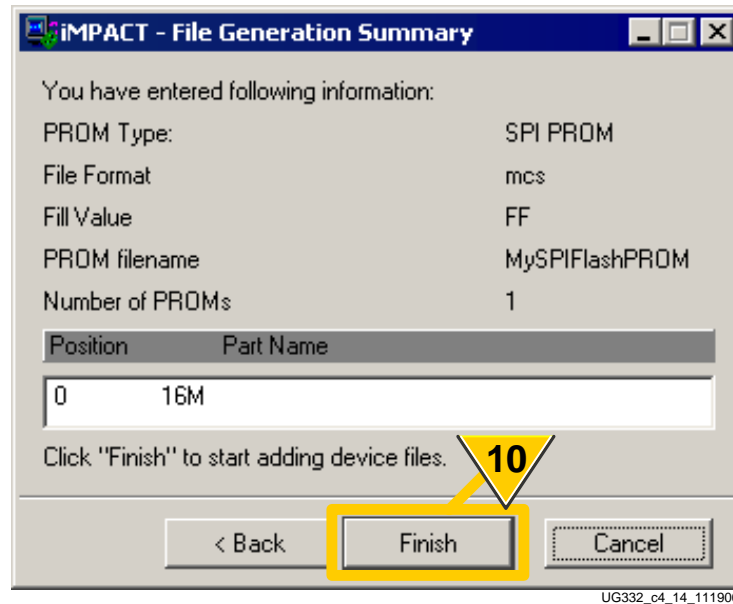 iMPACT - File Generation Summary
You have entered following information:
PROM Type: SPI PROM
File Format mcs
Fill Value FF
PROM filename MySPIFlashPROM
Number of PROMs 1
Position Part Name
0 16M
Click "Finish" to start adding device files.
10
< Back Finish Cancel
UG332_c4_14_111906